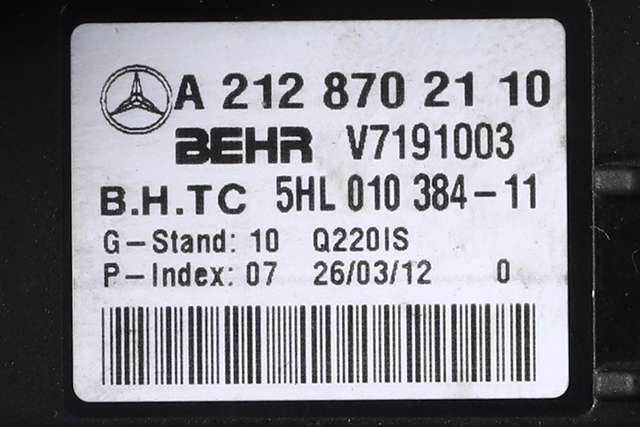 A 212 870 21 10
BEHR V7191003
B.H.TC 5HL 010 384-11
G-Stand: 10 Q220IS
P-Index: 07 26/03/12 0